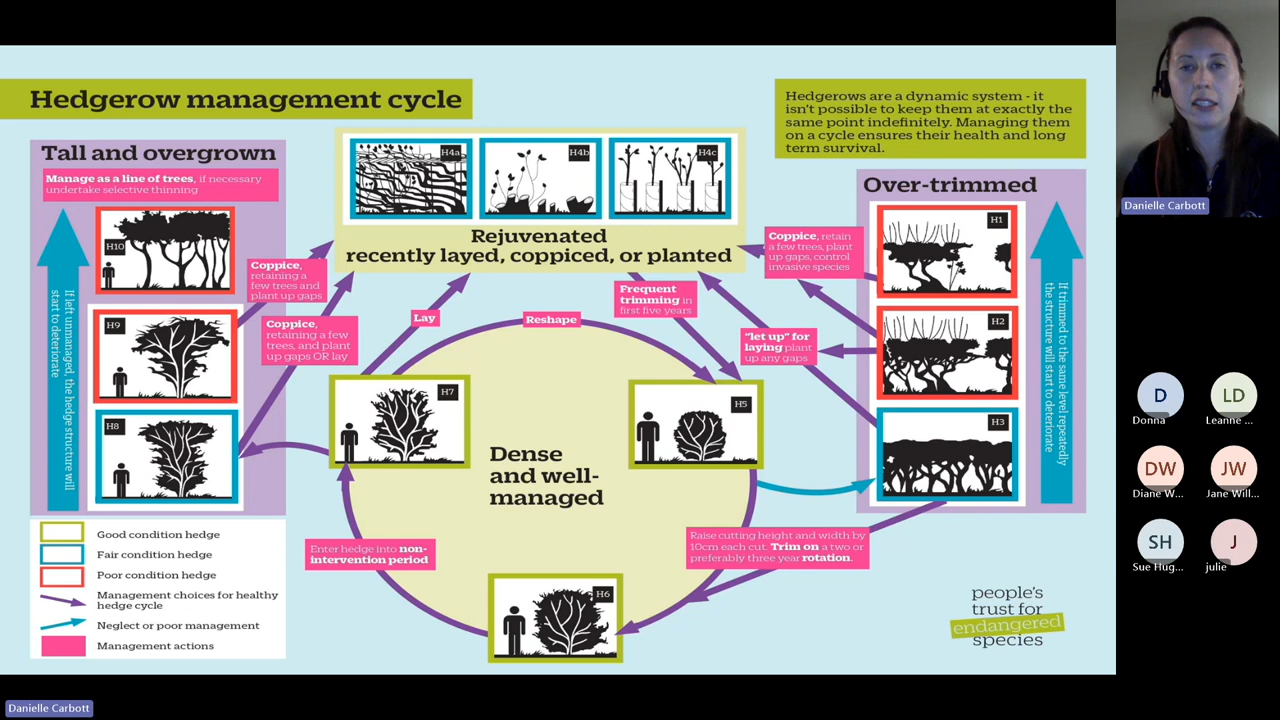 Hedgerow management cycle
Hedgerows are a dynamic system - it
isn't possible to keep them at exactly the
same point indefinitely. Managing them
on a cycle ensures their health and long
term survival.
Tall and overgrown
Manage as a line of trees, if necessary
undertake selective thinning
H10
H9
H8
If left unmanaged, the hedge structure will
start to deteriorate
H4a
H4b
H4c
Rejuvenated
recently layed, coppiced, or planted
Over-trimmed
H1
H2
H3
If trimmed to the same level repeatedly
the structure will start to deteriorate
Coppice,
retaining a
few trees and
plant up gaps
Coppice,
retaining a few
trees, and plant
up gaps OR lay
Lay
Reshape
Frequent
trimming in
first five years
Coppice, retain
a few trees, plant
up gaps, control
invasive species
"let up" for
laying plant
up any gaps
H7
H5
Dense
and well-
managed
Enter hedge into non-
intervention period
H6
Raise cutting height and width by
10cm each cut. Trim on a two or
preferably three year rotation.
Good condition hedge
Fair condition hedge
Poor condition hedge
Management choices for healthy
hedge cycle
Neglect or poor management
Management actions
people's
trust for
endangered
species
Danielle Carbott
D
Donna
LD
Leanne ...
DW
Diane W...
JW
Jane Will...
SH
Sue Hug...
J
julie
Danielle Carbott